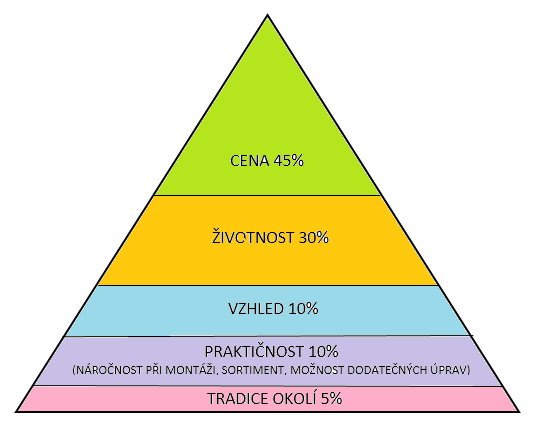 CENA 45%
ŽIVOTNOST 30%
VZHLED 10%
PRAKTIČNOST 10%
(NÁROČNOST PŘI MONTÁŽI, SORTIMENT, MOŽNOST DODATEČNÝCH ÚPRAV)
TRADICE OKOLÍ 5%